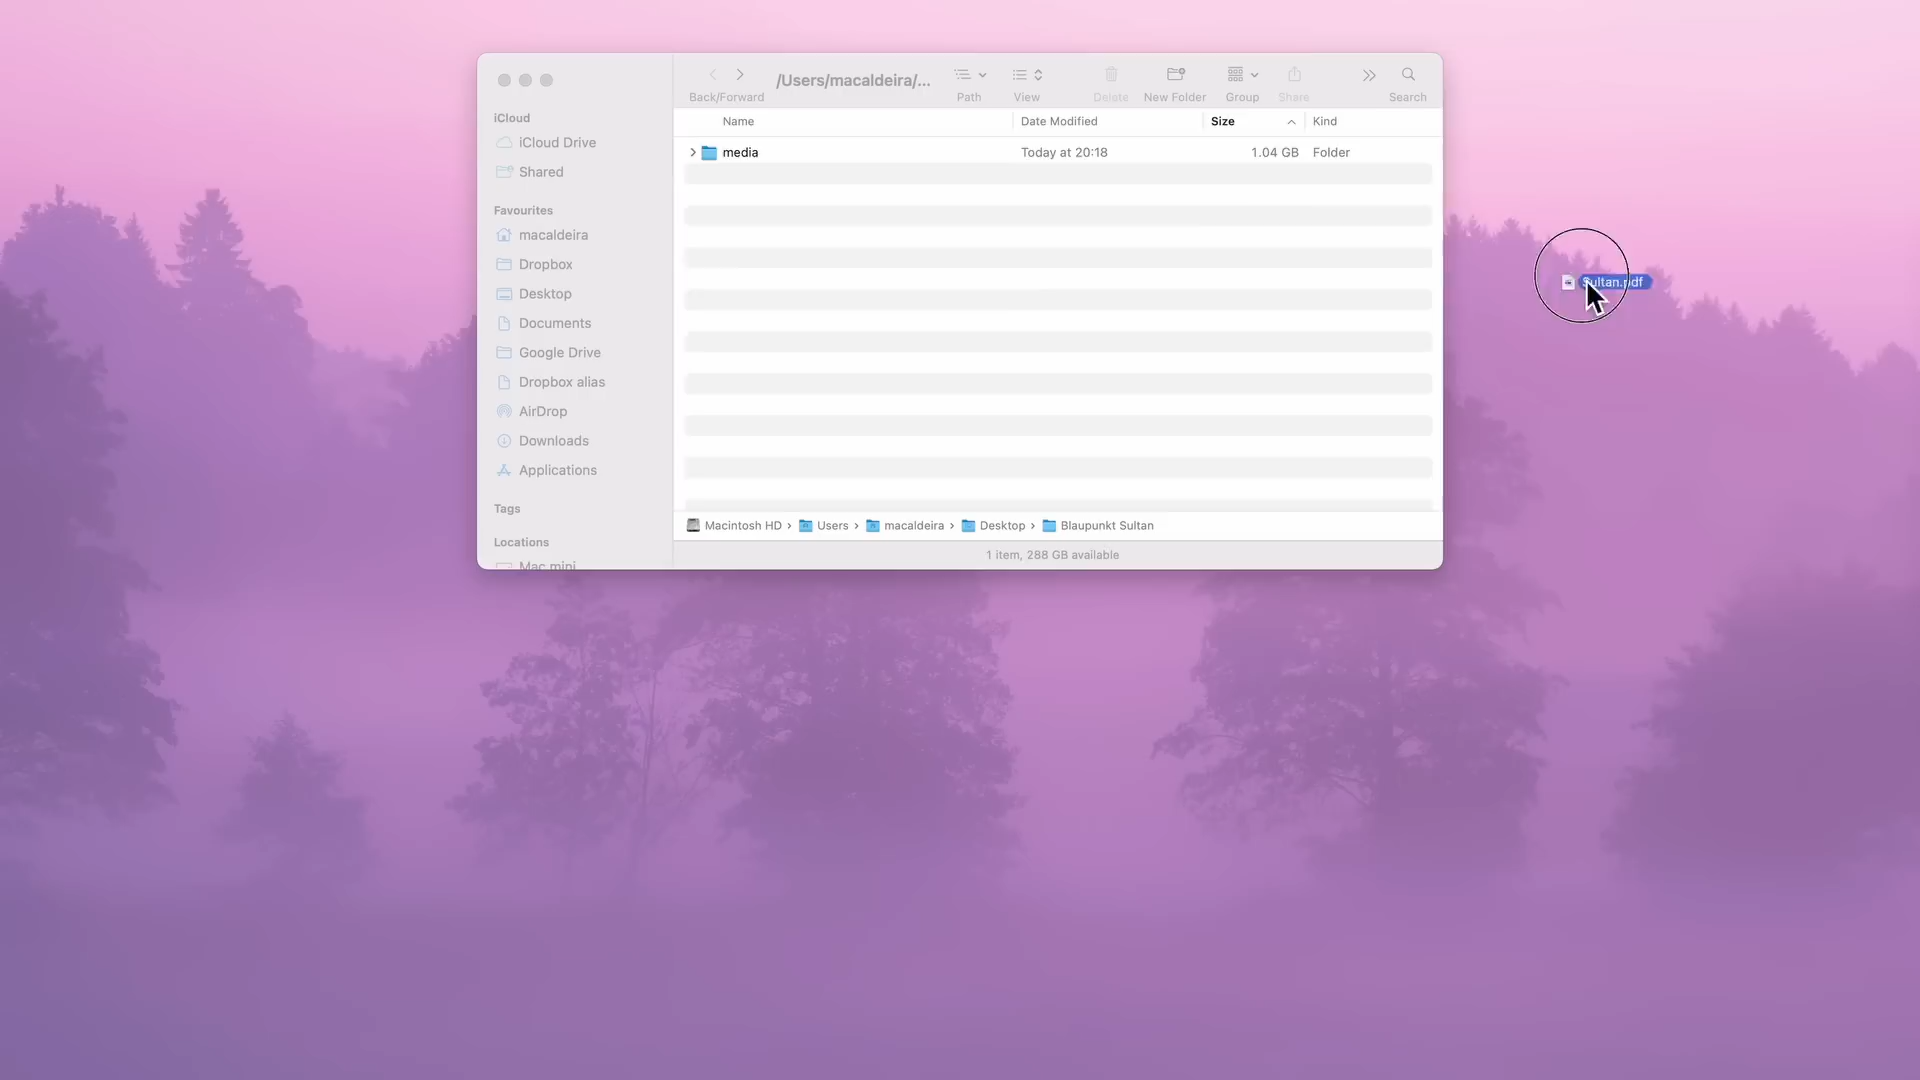 /Users/macaldeira/...
Back/Forward
Path
View
Delete
New Folder
Group
Share
Search
iCloud
iCloud Drive
Shared
Favourites
macaldeira
Dropbox
Desktop
Documents
Google Drive
Dropbox alias
AirDrop
Downloads
Applications
Tags
Locations
Mac mini
Name Date Modified Size Kind
media Today at 20:18 1.04 GB Folder
Macintosh HD › Users › macaldeira › Desktop › Blaupunkt Sultan
1 item, 288 GB available
Sultan.pdf